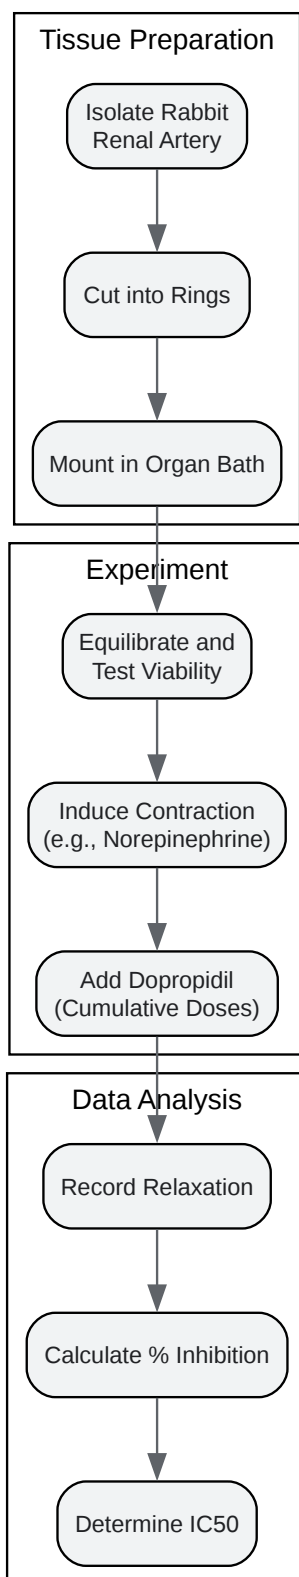 Tissue Preparation
Isolate Rabbit
Renal Artery
Cut into Rings
Mount in Organ Bath
Experiment
Equilibrate and
Test Viability
Induce Contraction
(e.g., Norepinephrine)
Add Dopropidil
(Cumulative Doses)
Data Analysis
Record Relaxation
Calculate % Inhibition
Determine IC50